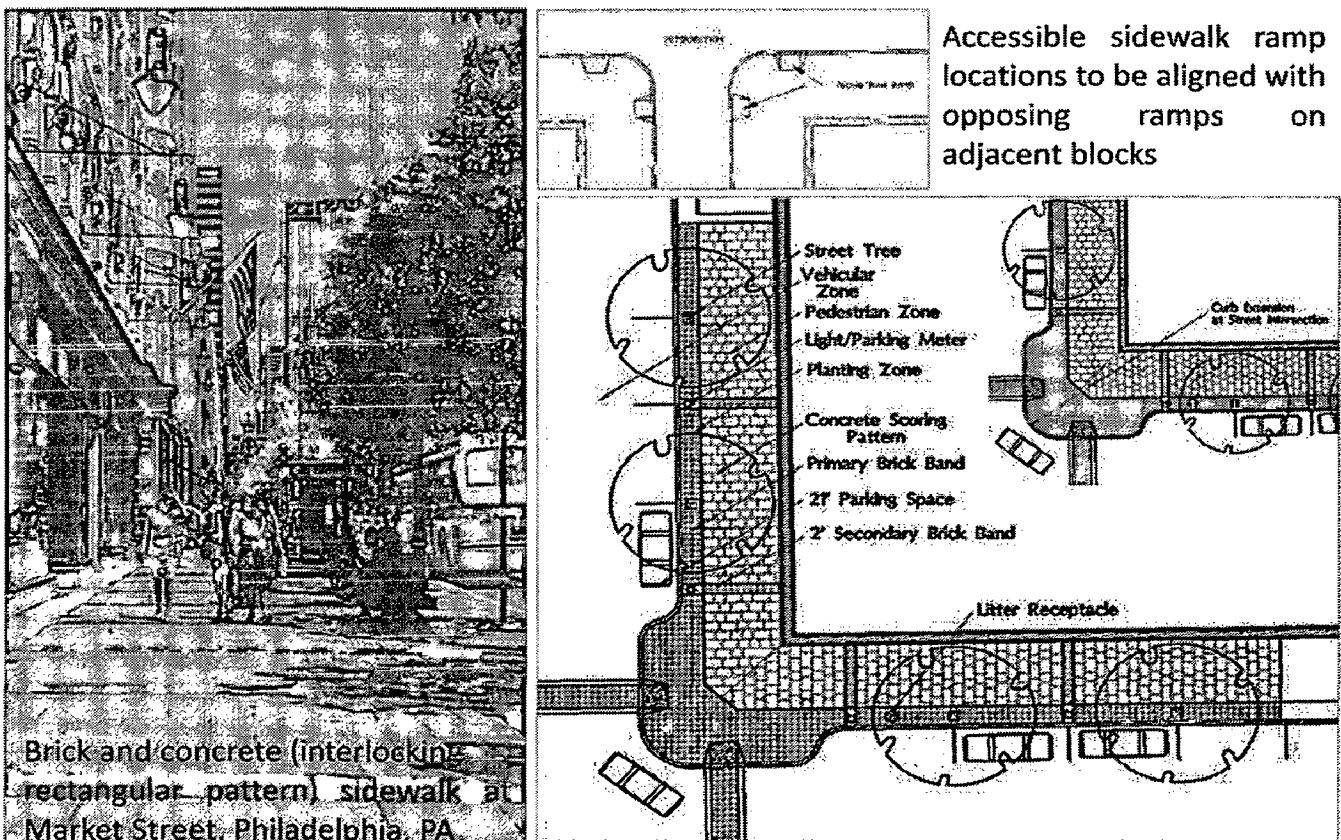 Accessible sidewalk ramp
locations to be aligned with
opposing ramps on
adjacent blocks
Street Tree
Vehicular
Zone
Pedestrian Zone
Light/Parking Meter
Planting Zone
Concrete Scoring
Pattern
Primary Brick Band
21' Parking Space
2' Secondary Brick Band
Litter Receptacle
Curb Extension
at Street Intersection
Brick and concrete (interlocking
rectangular pattern) sidewalk at
Market Street, Philadelphia, PA